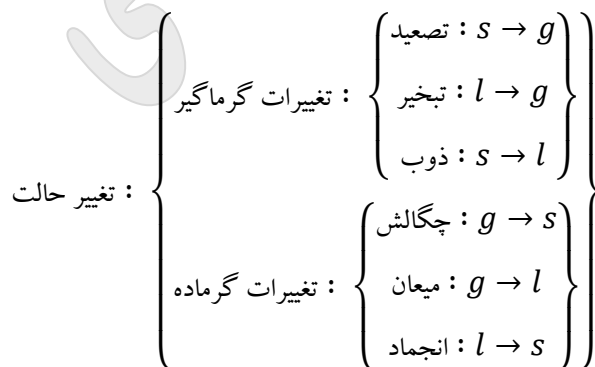 تصعید : s → g
تغییرات گرماگیر : تبخیر : l → g
ذوب : s → l
تغییر حالت :
چگالش : g → s
تغییرات گرماده : میعان : g → l
انجماد : l → s